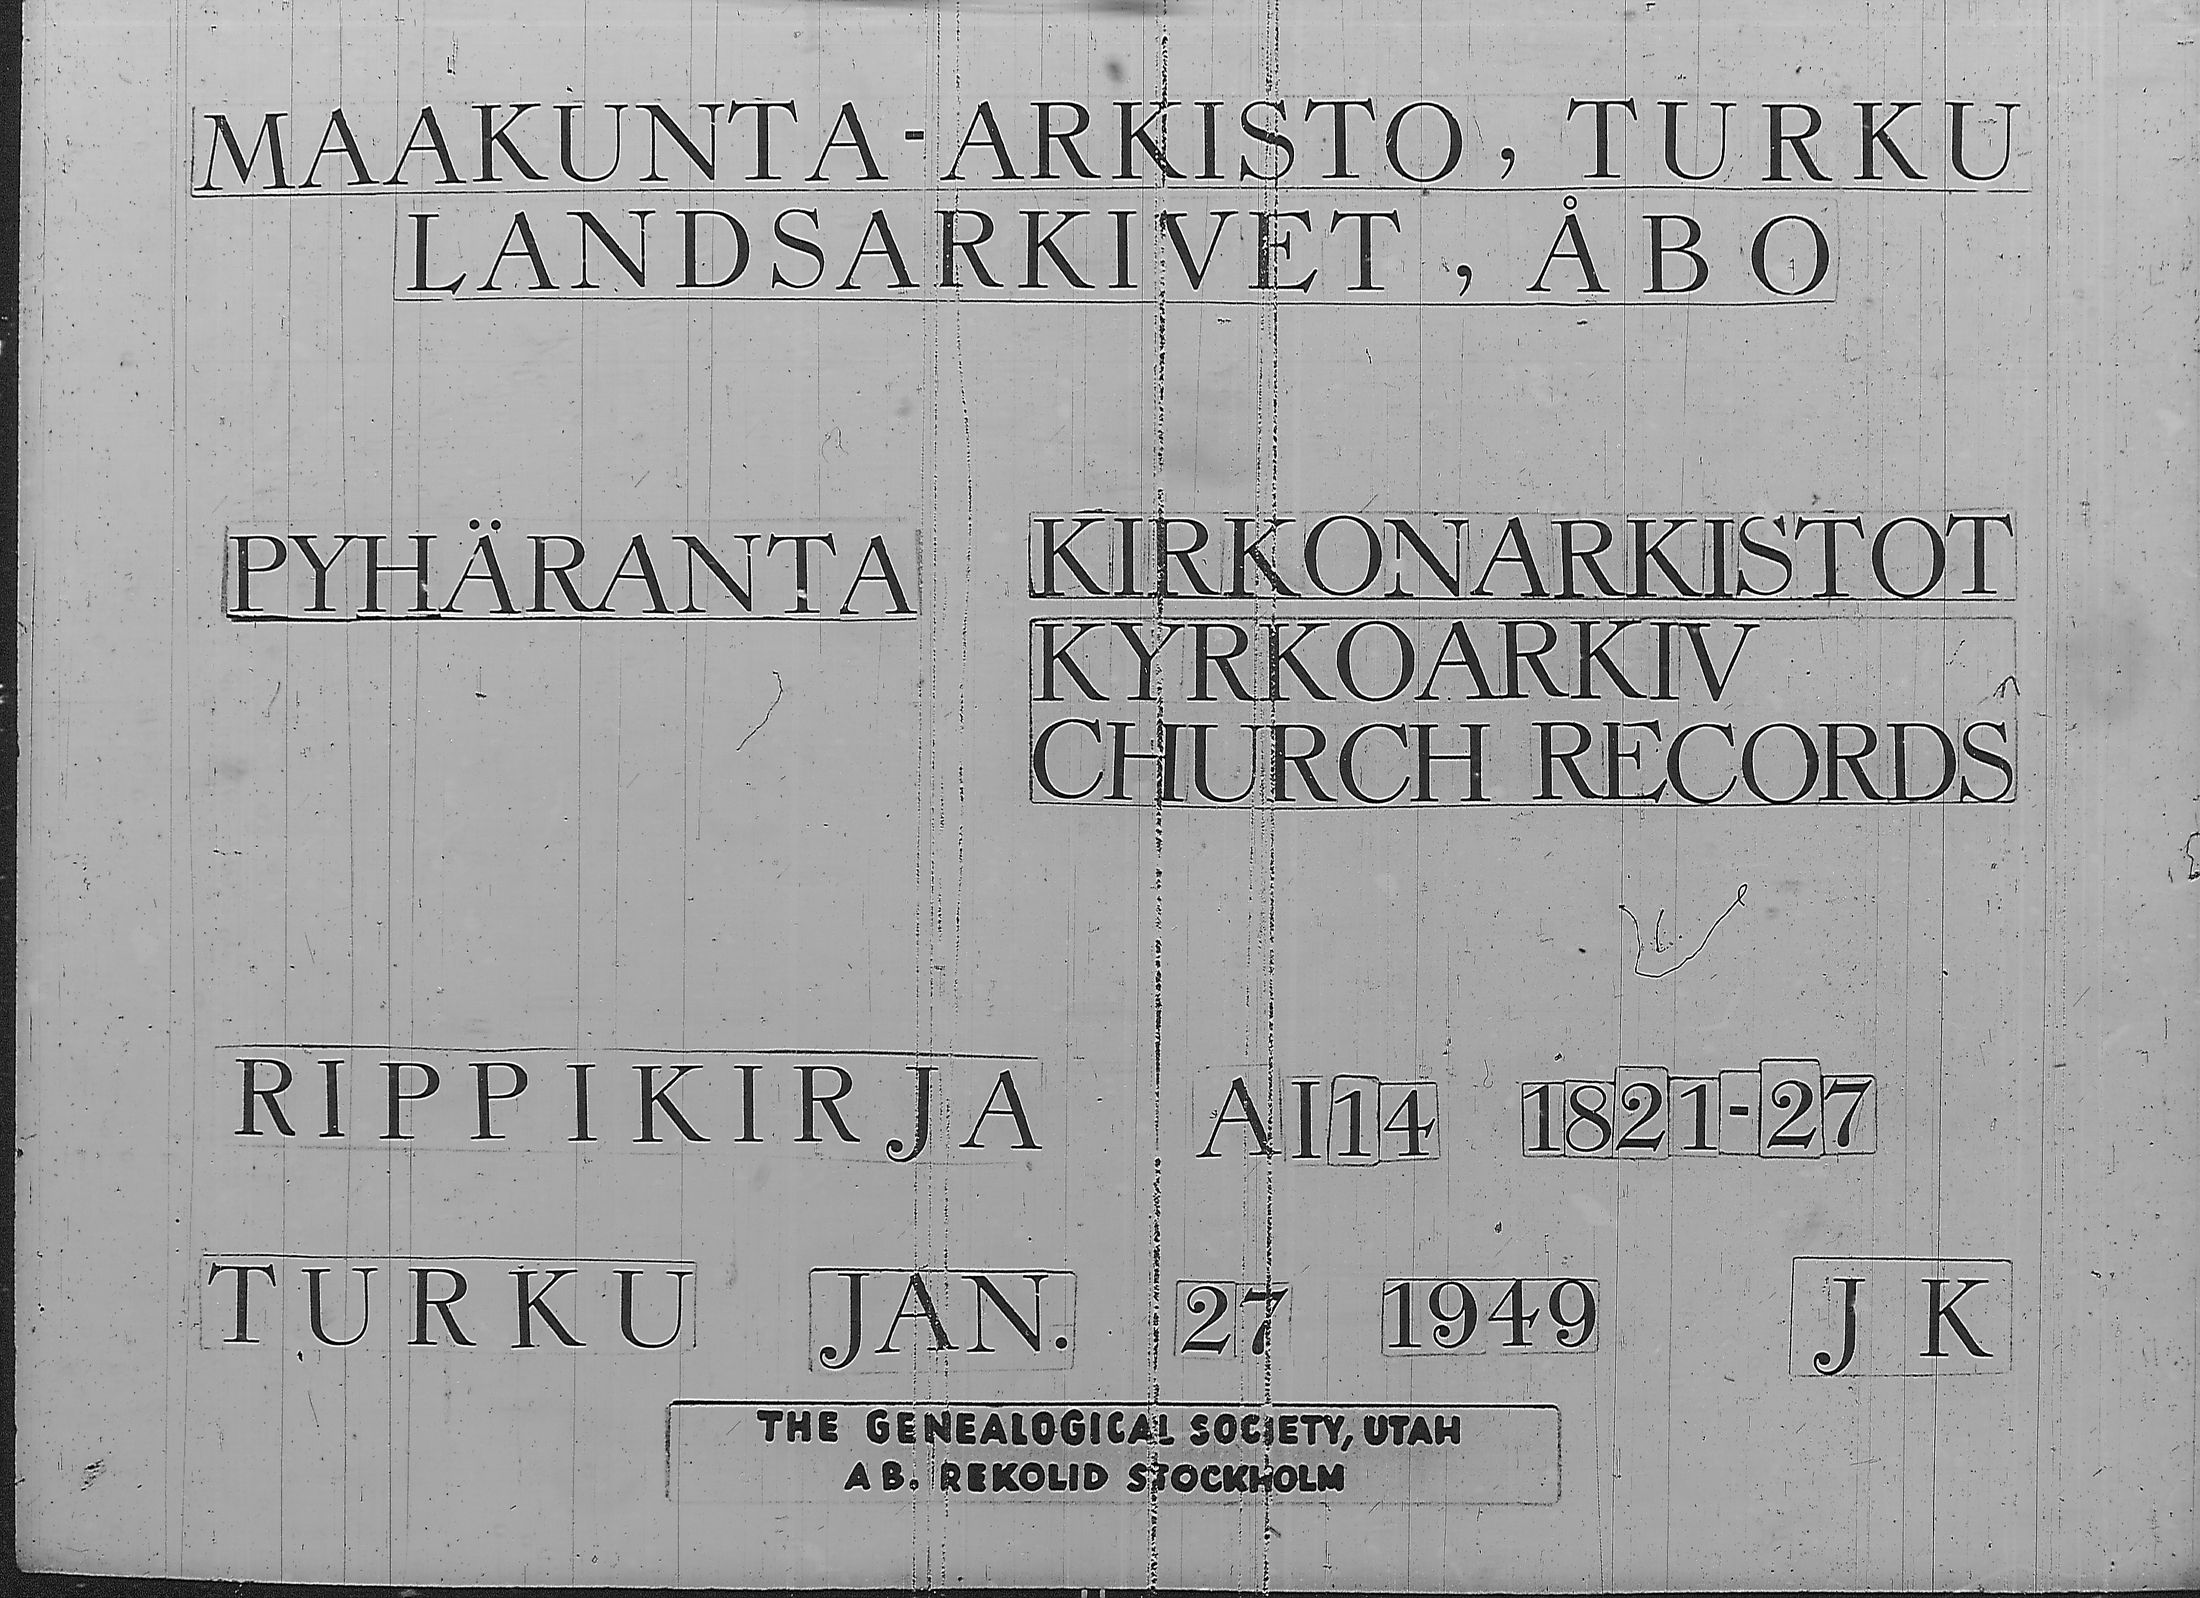 MAAKUNTA-ARKISTO, TURKU
LANDSARKIVET, ÅBO
PYHÄRANTA
KIRKONARKISTOT
KYRKOARKIV
CHURCH RECORDS
RIPPIKIRJA AI14 1821-27
TURKU JAN. 27 1949 J K
THE GENEALOGICAL SOCIETY, UTAH
AB. REKOLID STOCKHOLM